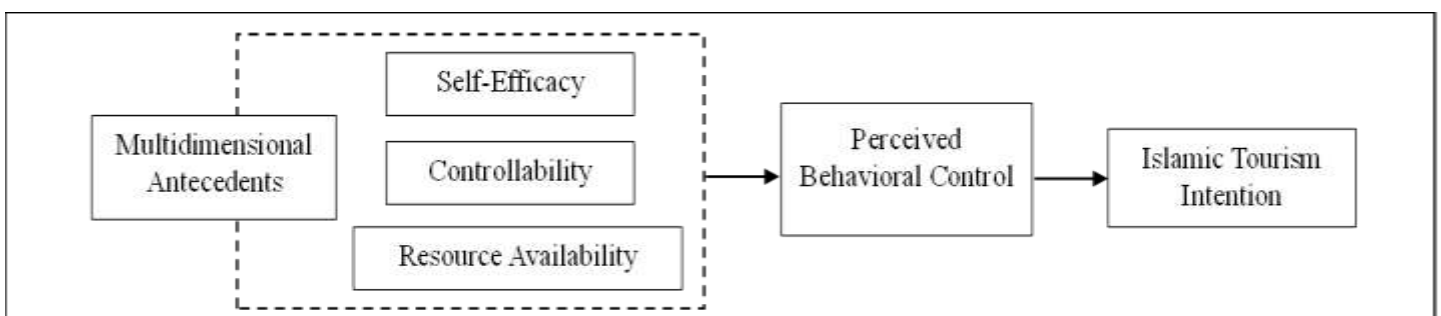 Self-Efficacy
Multidimensional
Antecedents
Controllability
Resource Availability
Perceived
Behavioral Control
Islamic Tourism
Intention